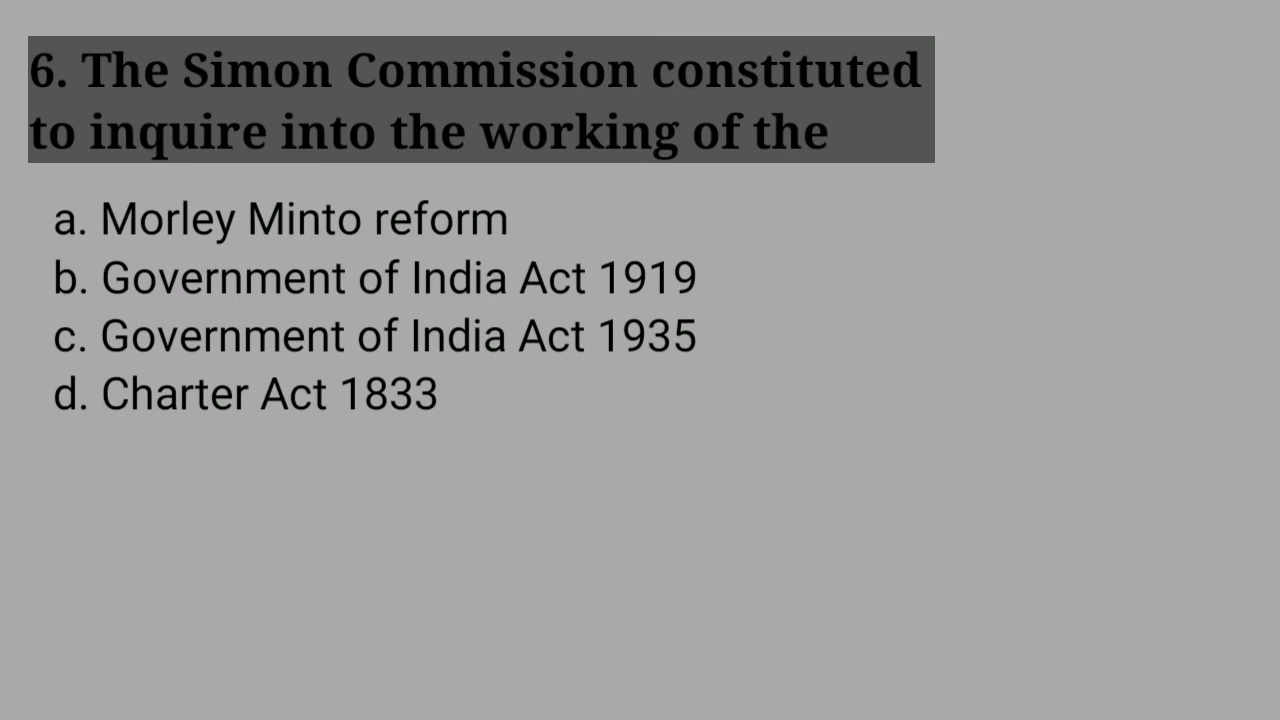 6. The Simon Commission constituted
to inquire into the working of the
a. Morley Minto reform
b. Government of India Act 1919
c. Government of India Act 1935
d. Charter Act 1833